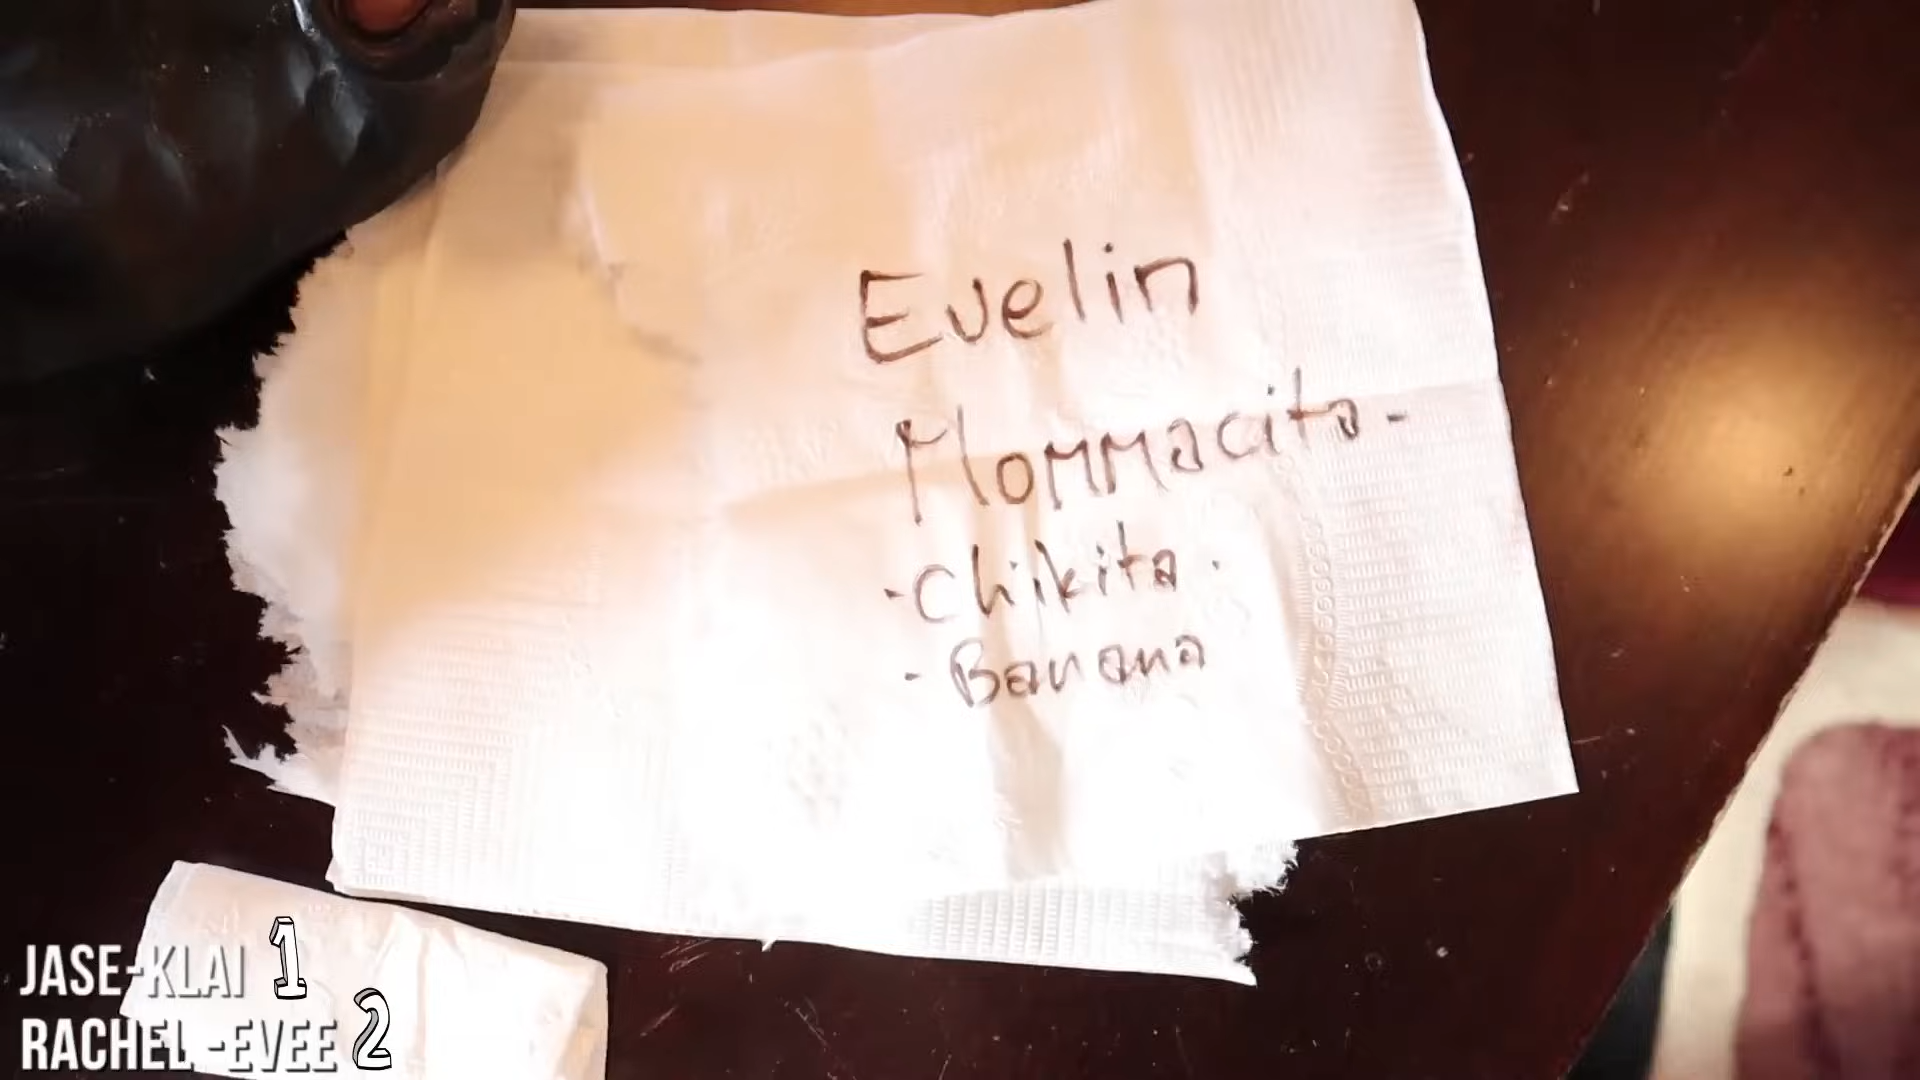 Evelin
Mommacita-
-Chikita.
-Banana
JASE-KLAI 1
RACHEL-EVEE 2